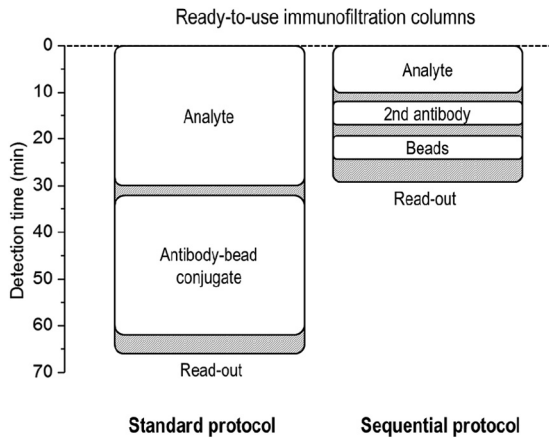 Ready-to-use immunofiltration columns
Detection time (min)
0
10
20
30
40
50
60
70
Analyte
Antibody-bead
conjugate
Read-out
Standard protocol
Analyte
2nd antibody
Beads
Read-out
Sequential protocol